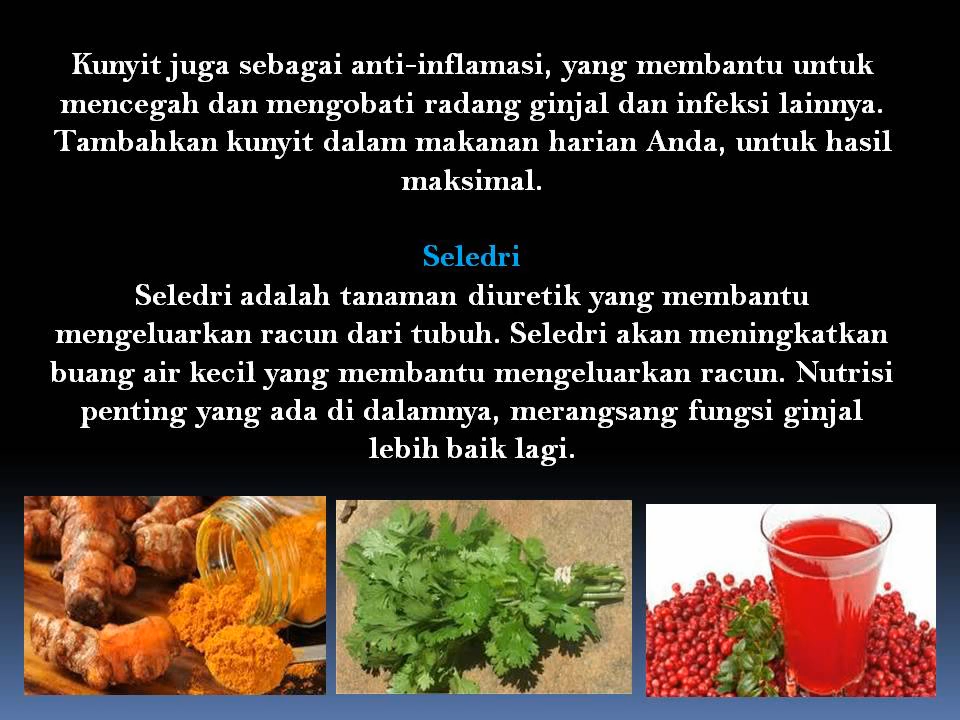 Kunyit juga sebagai anti-inflamasi, yang membantu untuk
mencegah dan mengobati radang ginjal dan infeksi lainnya.
Tambahkan kunyit dalam makanan harian Anda, untuk hasil
maksimal.
Seledri
Seledri adalah tanaman diuretik yang membantu
mengeluarkan racun dari tubuh. Seledri akan meningkatkan
buang air kecil yang membantu mengeluarkan racun. Nutrisi
penting yang ada di dalamnya, merangsang fungsi ginjal
lebih baik lagi.